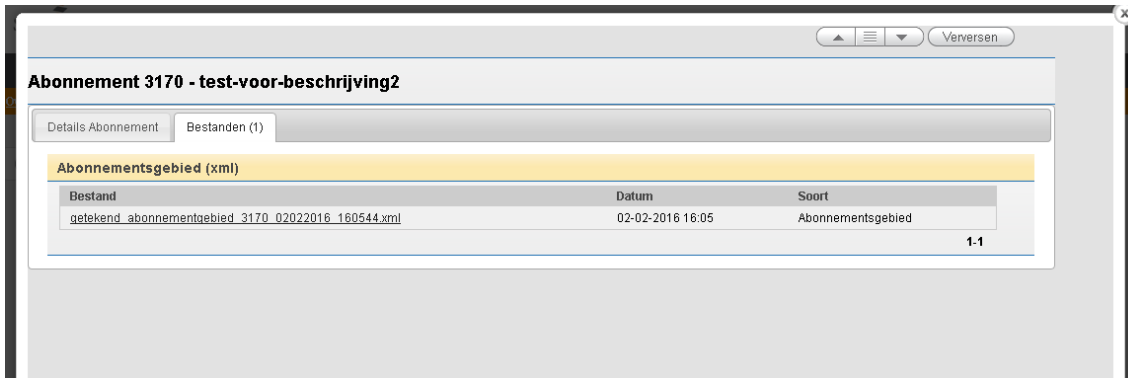 Verversen
Abonnement 3170 - test-voor-beschrijving2
Details Abonnement Bestanden (1)
Abonnementsgebied (xml)
Bestand Datum Soort
getekend_abonnementgebied_3170_02022016_160544.xml 02-02-2016 16:05 Abonnementsgebied
1-1